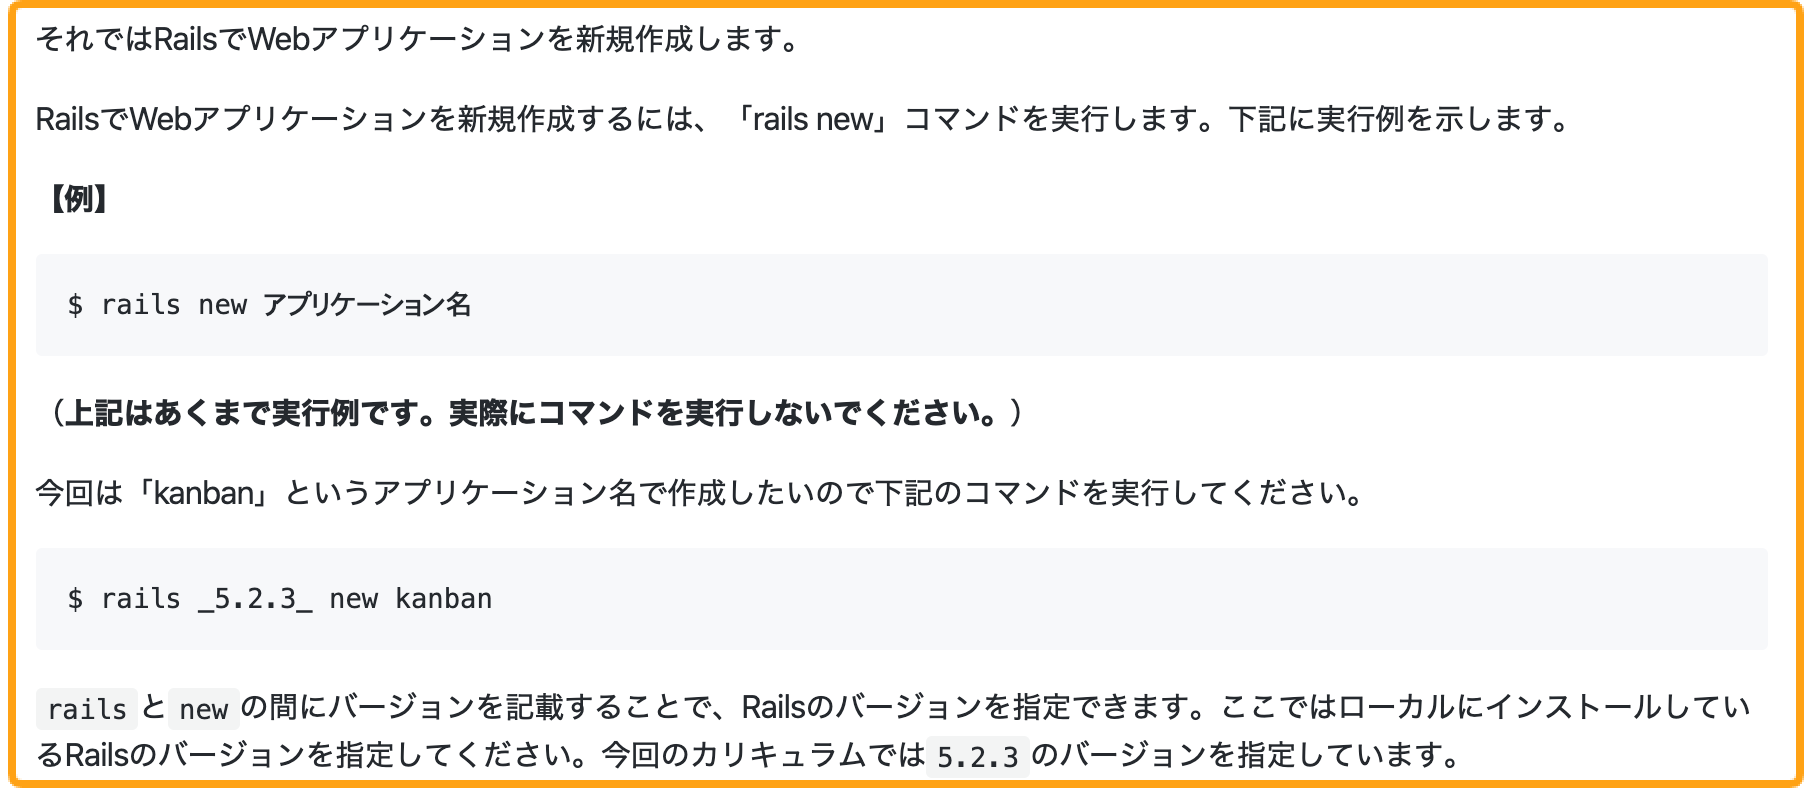 それではRailsでWebアプリケーションを新規作成します。
RailsでWebアプリケーションを新規作成するには、「rails new」コマンドを実行します。下記に実行例を示します。
【例】
$ rails new アプリケーション名
（上記はあくまで実行例です。実際にコマンドを実行しないでください。）
今回は「kanban」というアプリケーション名で作成したいので下記のコマンドを実行してください。
$ rails _5.2.3_ new kanban
railsとnewの間にバージョンを記載することで、Railsのバージョンを指定できます。ここではローカルにインストールしてい
るRailsのバージョンを指定してください。今回のカリキュラムでは5.2.3のバージョンを指定しています。